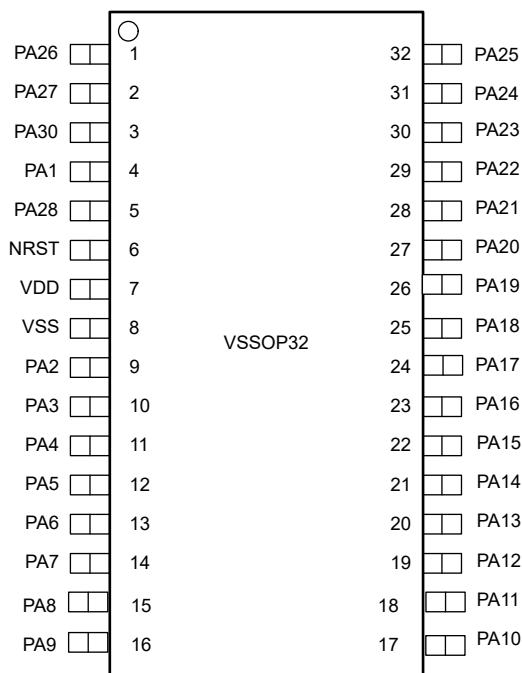 PA26 1 32 PA25
PA27 2 31 PA24
PA30 3 30 PA23
PA1 4 29 PA22
PA28 5 28 PA21
NRST 6 27 PA20
VDD 7 26 PA19
VSS 8 25 PA18
VSSOP32
PA2 9 24 PA17
PA3 10 23 PA16
PA4 11 22 PA15
PA5 12 21 PA14
PA6 13 20 PA13
PA7 14 19 PA12
PA8 15 18 PA11
PA9 16 17 PA10